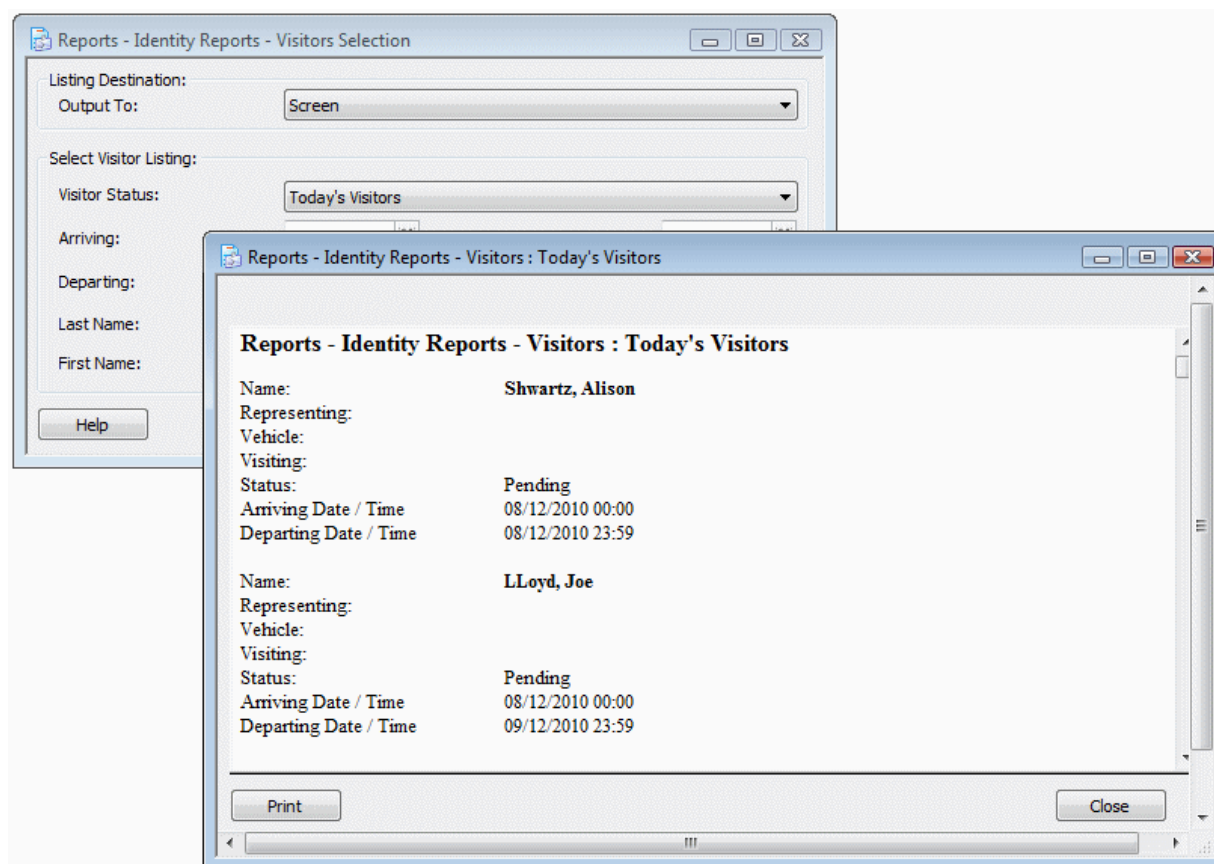 Reports - Identity Reports - Visitors Selection
Listing Destination:
Output To: Screen
Select Visitor Listing:
Visitor Status: Today's Visitors
Arriving:
Departing:
Last Name:
First Name:
Help
Reports - Identity Reports - Visitors : Today's Visitors
Reports - Identity Reports - Visitors : Today's Visitors
Name: Shwartz, Alison
Representing:
Vehicle:
Visiting:
Status: Pending
Arriving Date / Time 08/12/2010 00:00
Departing Date / Time 08/12/2010 23:59
Name: LLoyd, Joe
Representing:
Vehicle:
Visiting:
Status: Pending
Arriving Date / Time 08/12/2010 00:00
Departing Date / Time 09/12/2010 23:59
Print Close